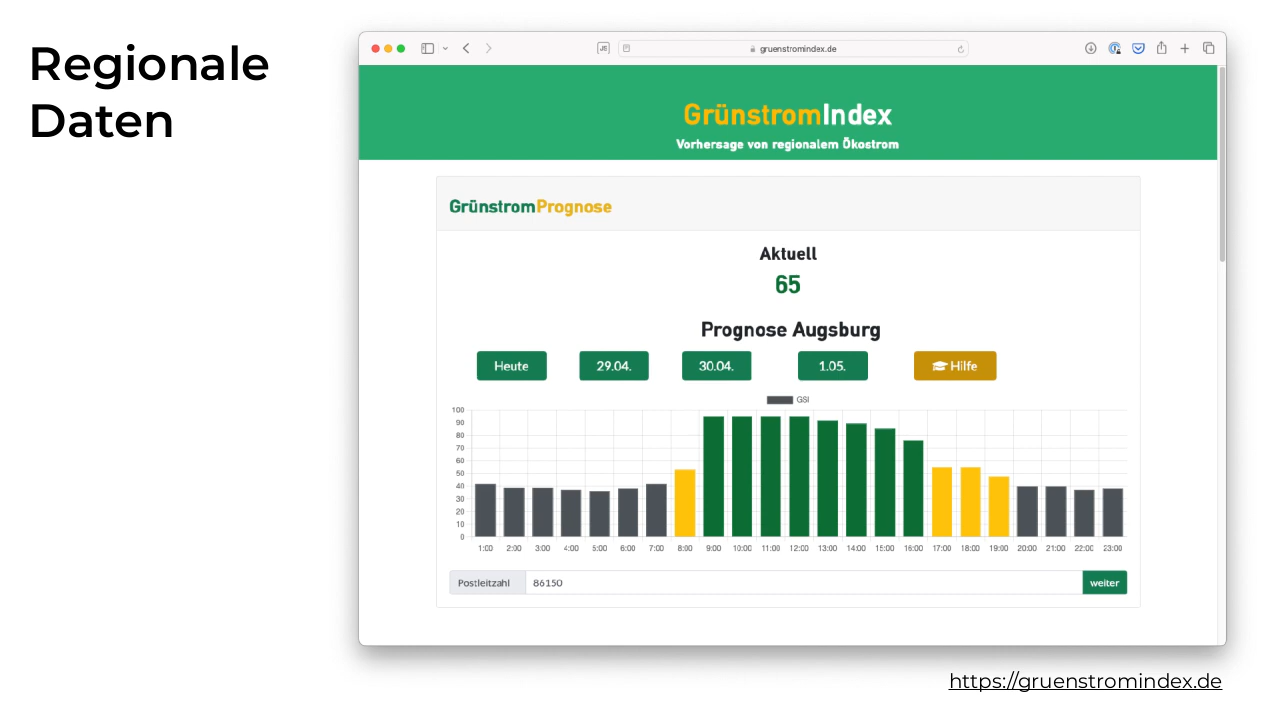 Regionale
Daten
gruenstromindex.de
GrünstromIndex
Vorhersage von regionalem Ökostrom
GrünstromPrognose
Aktuell
65
Prognose Augsburg
Heute 29.04. 30.04. 1.05. Hilfe
GSI
100
90
80
70
60
50
40
30
20
10
0
1:00 2:00 3:00 4:00 5:00 6:00 7:00 8:00 9:00 10:00 11:00 12:00 13:00 14:00 15:00 16:00 17:00 18:00 19:00 20:00 21:00 22:00 23:00
Postleitzahl 86150 weiter
https://gruenstromindex.de